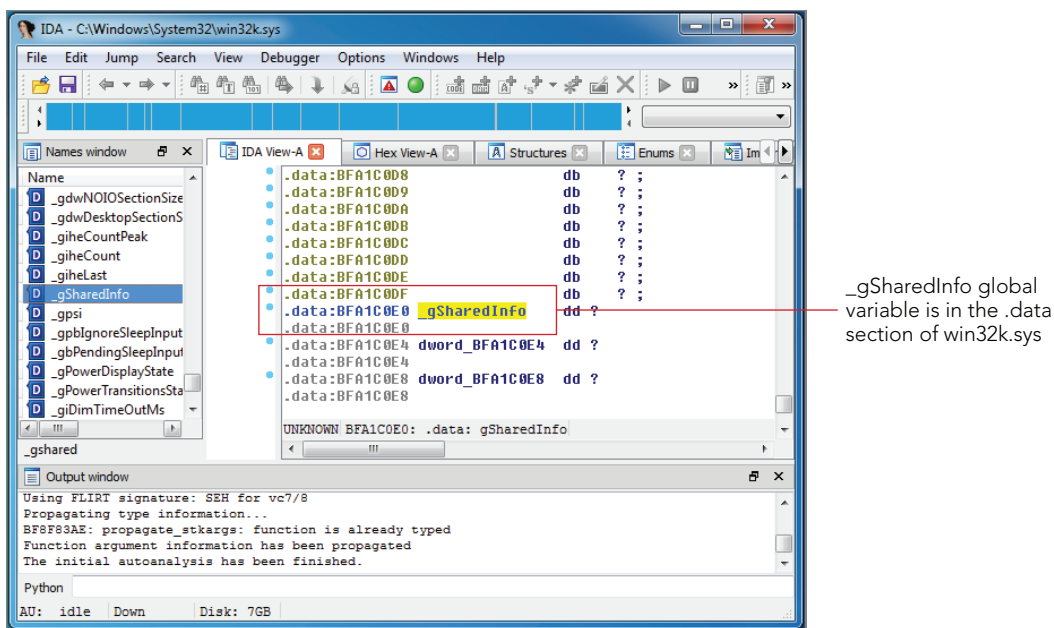 IDA - C:\Windows\System32\win32k.sys
File Edit Jump Search View Debugger Options Windows Help
Names window
IDA View-A
Hex View-A
Structures
Enums
Im
Name
_gdwNOIOSectionSize
_gdwDesktopSectionS
_giheCountPeak
_giheCount
_giheLast
_gSharedInfo
_gpsi
_gpbIgnoreSleepInput
_gbPendingSleepInput
_gPowerDisplayState
_gPowerTransitionsSta
_giDimTimeOutMs
_gshared
.data:BFA1C0D8 db ? ;
.data:BFA1C0D9 db ? ;
.data:BFA1C0DA db ? ;
.data:BFA1C0DB db ? ;
.data:BFA1C0DC db ? ;
.data:BFA1C0DD db ? ;
.data:BFA1C0DE db ? ;
.data:BFA1C0DF db ? ;
.data:BFA1C0E0 _gSharedInfo dd ?
.data:BFA1C0E0
.data:BFA1C0E4 dword_BFA1C0E4 dd ?
.data:BFA1C0E4
.data:BFA1C0E8 dword_BFA1C0E8 dd ?
.data:BFA1C0E8
UNKNOWN BFA1C0E0: .data:_gSharedInfo
_gSharedInfo global
variable is in the .data
section of win32k.sys
Output window
Using FLIRT signature: SEH for vc7/8
Propagating type information...
BF8F83AE: propagate_stkargs: function is already typed
Function argument information has been propagated
The initial autoanalysis has been finished.
Python
AU: idle Down Disk: 7GB